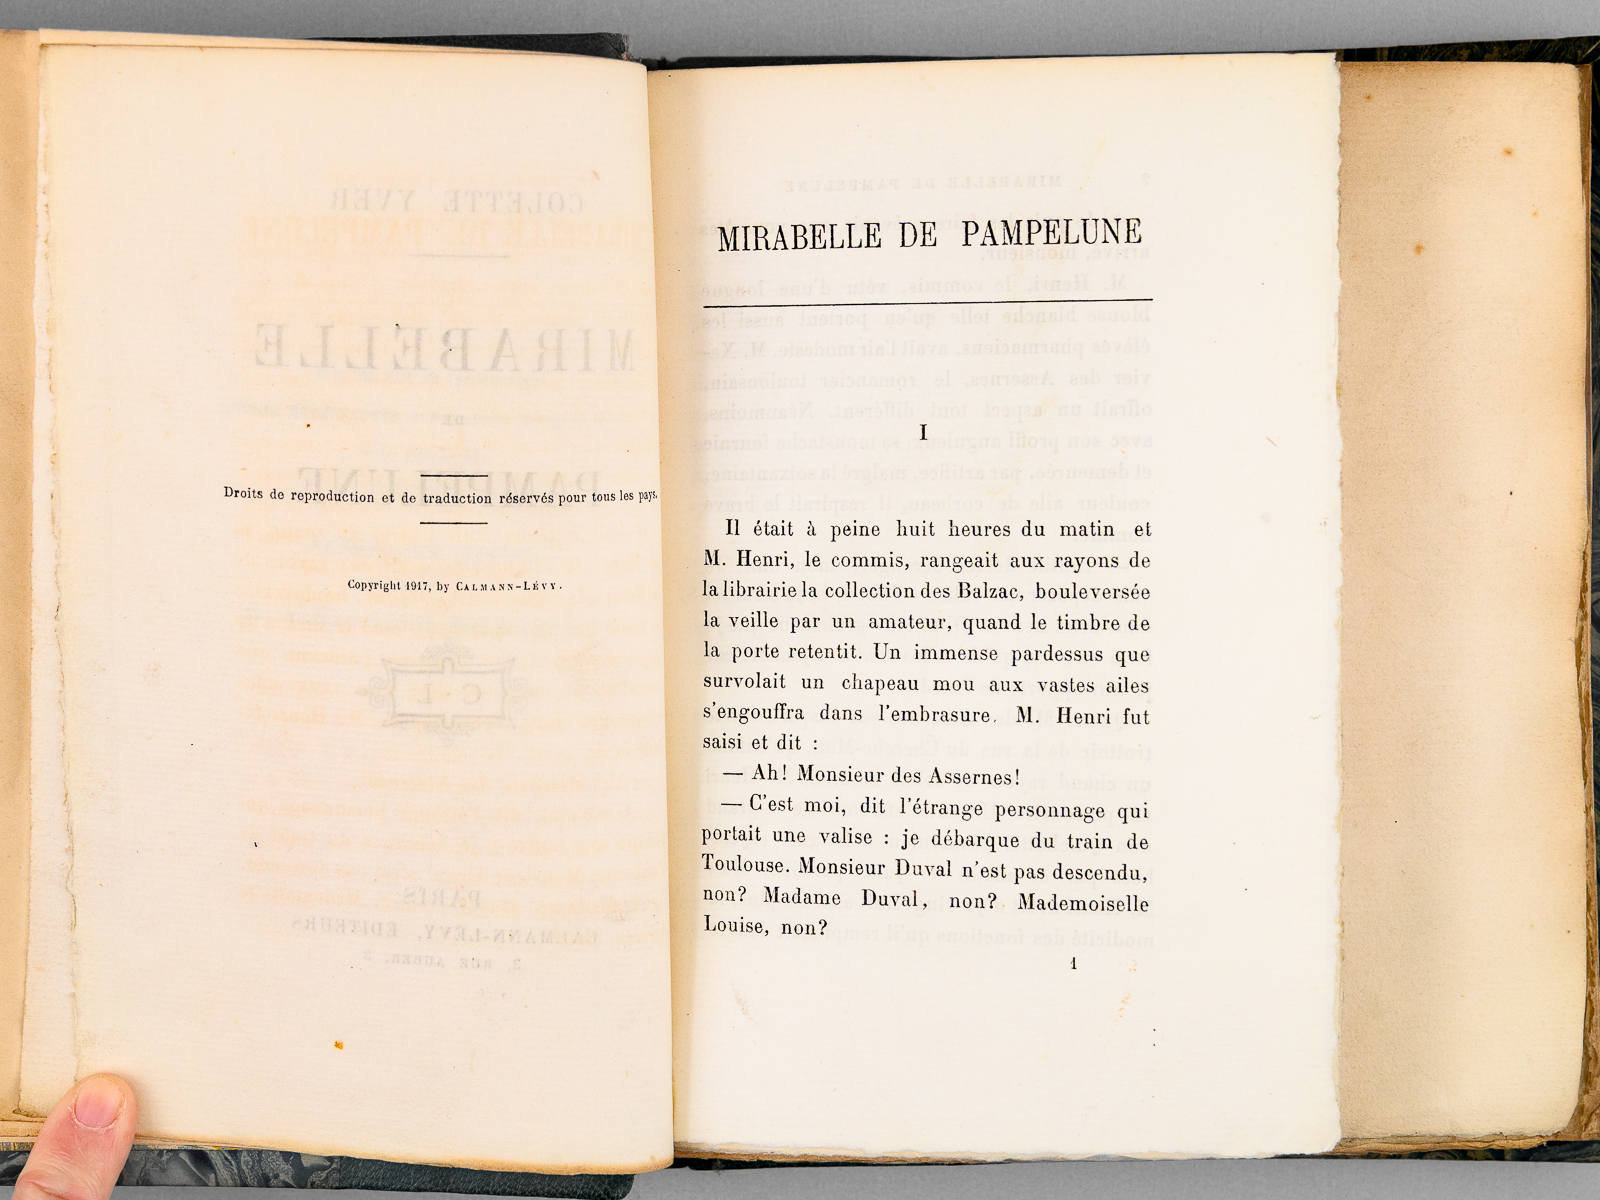 Droits de reproduction et de traduction réservés pour tous les pays.
Copyright 1917, by CALMANN-LÉVY.
MIRABELLE DE PAMPELUNE
I
Il était à peine huit heures du matin et
M. Henri, le commis, rangeait aux rayons de
la librairie la collection des Balzac, bouleversée
la veille par un amateur, quand le timbre de
la porte retentit. Un immense pardessus que
survolait un chapeau mou aux vastes ailes
s'engouffra dans l'embrasure. M. Henri fut
saisi et dit :
— Ah! Monsieur des Assernes!
— C'est moi, dit l'étrange personnage qui
portait une valise : je débarque du train de
Toulouse. Monsieur Duval n'est pas descendu,
non? Madame Duval, non? Mademoiselle
Louise, non?
1